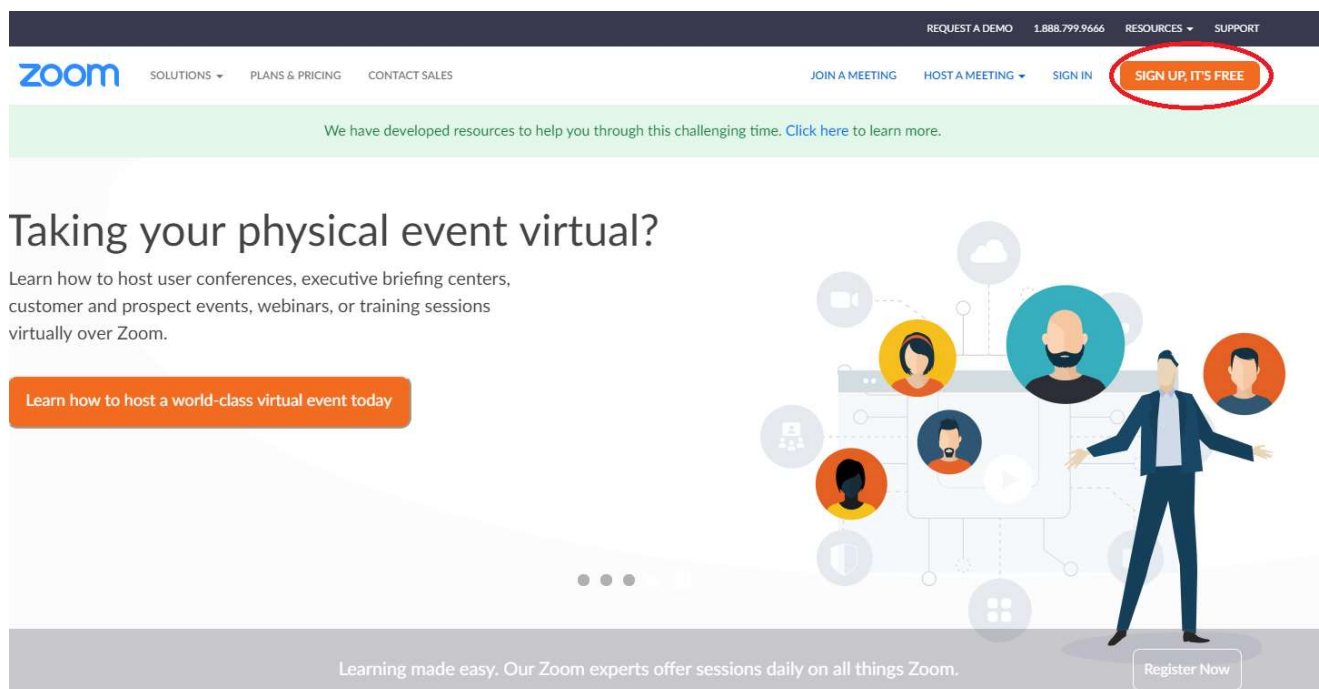 REQUEST A DEMO 1.888.799.9666 RESOURCES SUPPORT
zoom SOLUTIONS PLANS & PRICING CONTACT SALES JOIN A MEETING HOST A MEETING SIGN IN SIGN UP, IT'S FREE
We have developed resources to help you through this challenging time. Click here to learn more.
Taking your physical event virtual?
Learn how to host user conferences, executive briefing centers,
customer and prospect events, webinars, or training sessions
virtually over Zoom.
Learn how to host a world-class virtual event today
Learning made easy. Our Zoom experts offer sessions daily on all things Zoom. Register Now